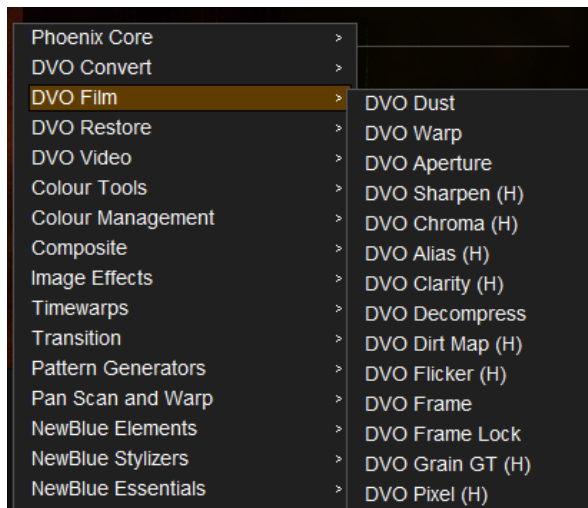 Phoenix Core >
DVO Convert >
DVO Film >
DVO Restore >
DVO Video >
Colour Tools >
Colour Management >
Composite >
Image Effects >
Timewarps >
Transition >
Pattern Generators >
Pan Scan and Warp >
NewBlue Elements >
NewBlue Stylizers >
NewBlue Essentials >
DVO Dust
DVO Warp
DVO Aperture
DVO Sharpen (H)
DVO Chroma (H)
DVO Alias (H)
DVO Clarity (H)
DVO Decompress
DVO Dirt Map (H)
DVO Flicker (H)
DVO Frame
DVO Frame Lock
DVO Grain GT (H)
DVO Pixel (H)